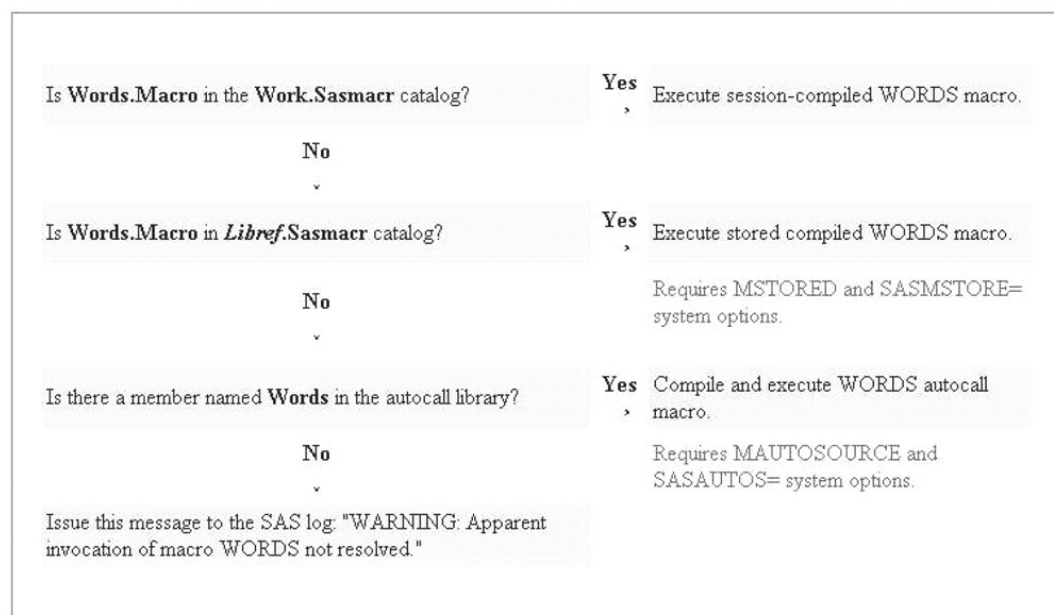 Is Words.Macro in the Work.Sasmacr catalog?
Yes
Execute session-compiled WORDS macro.
No
Is Words.Macro in Libref.Sasmacr catalog?
Yes
Execute stored compiled WORDS macro.
Requires MSTORED and SASMSTORE=
system options.
No
Is there a member named Words in the autocall library?
Yes
Compile and execute WORDS autocall
macro.
Requires MAUTOSOURCE and
SASAUTOS= system options.
No
Issue this message to the SAS log: "WARNING: Apparent
invocation of macro WORDS not resolved."